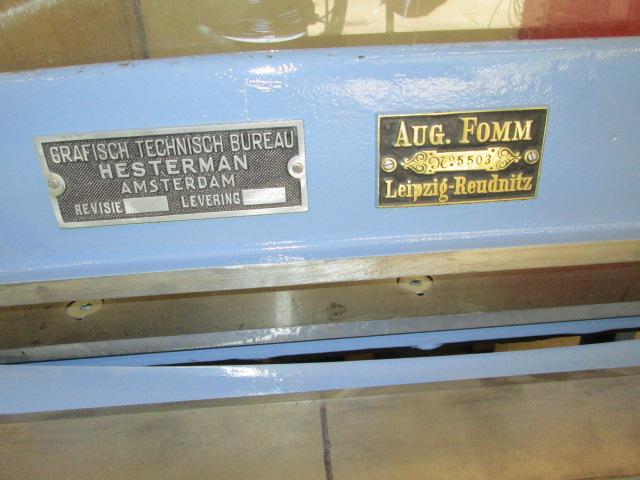 GRAFISCH TECHNISCH BUREAU
HESTERMAN
AMSTERDAM
REVISIE LEVERING
AUG. FOMM
No 5503
Leipzig-Reudnitz